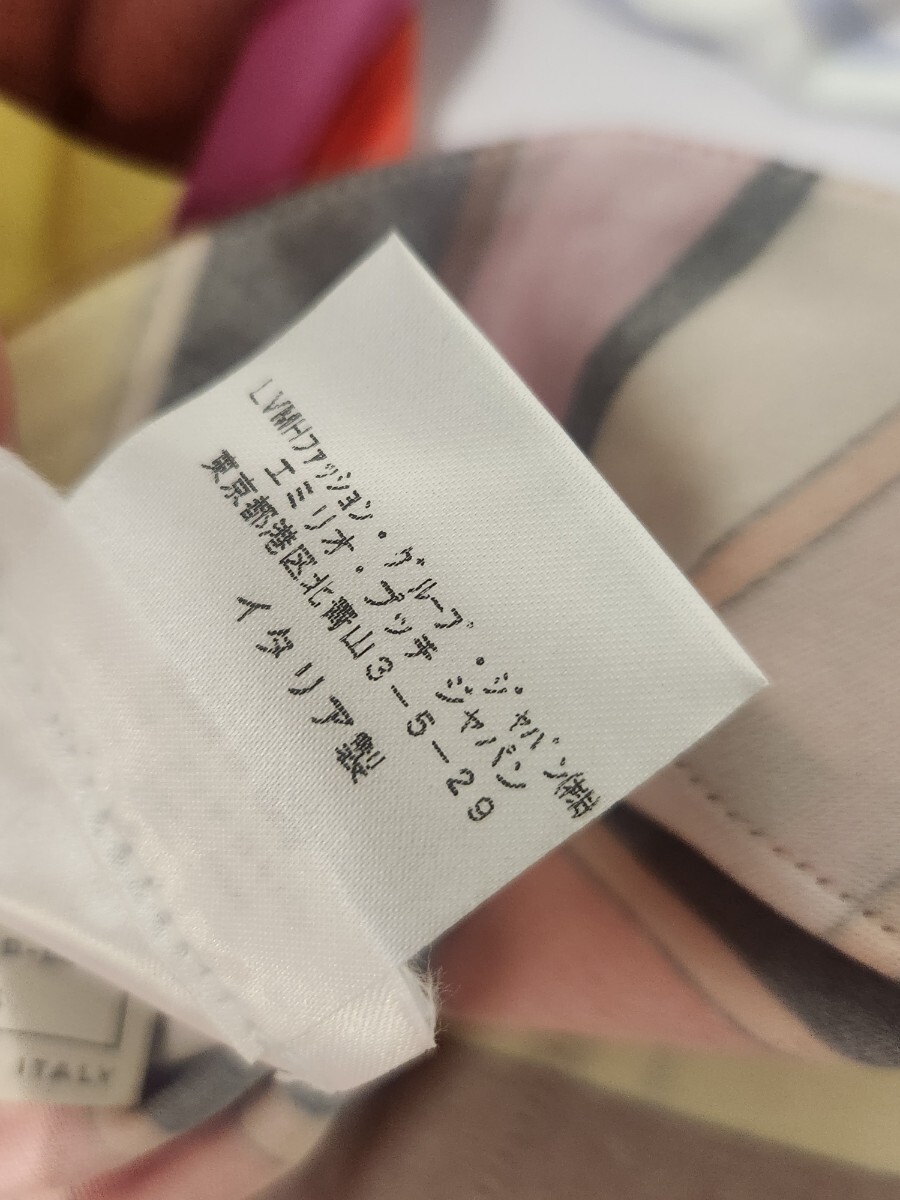 LVMHファッション・グループ・ジャパン㈱
エミリオ・プッチ ジャパン
東京都港区北青山3-5-29
イタリア製
ITALY